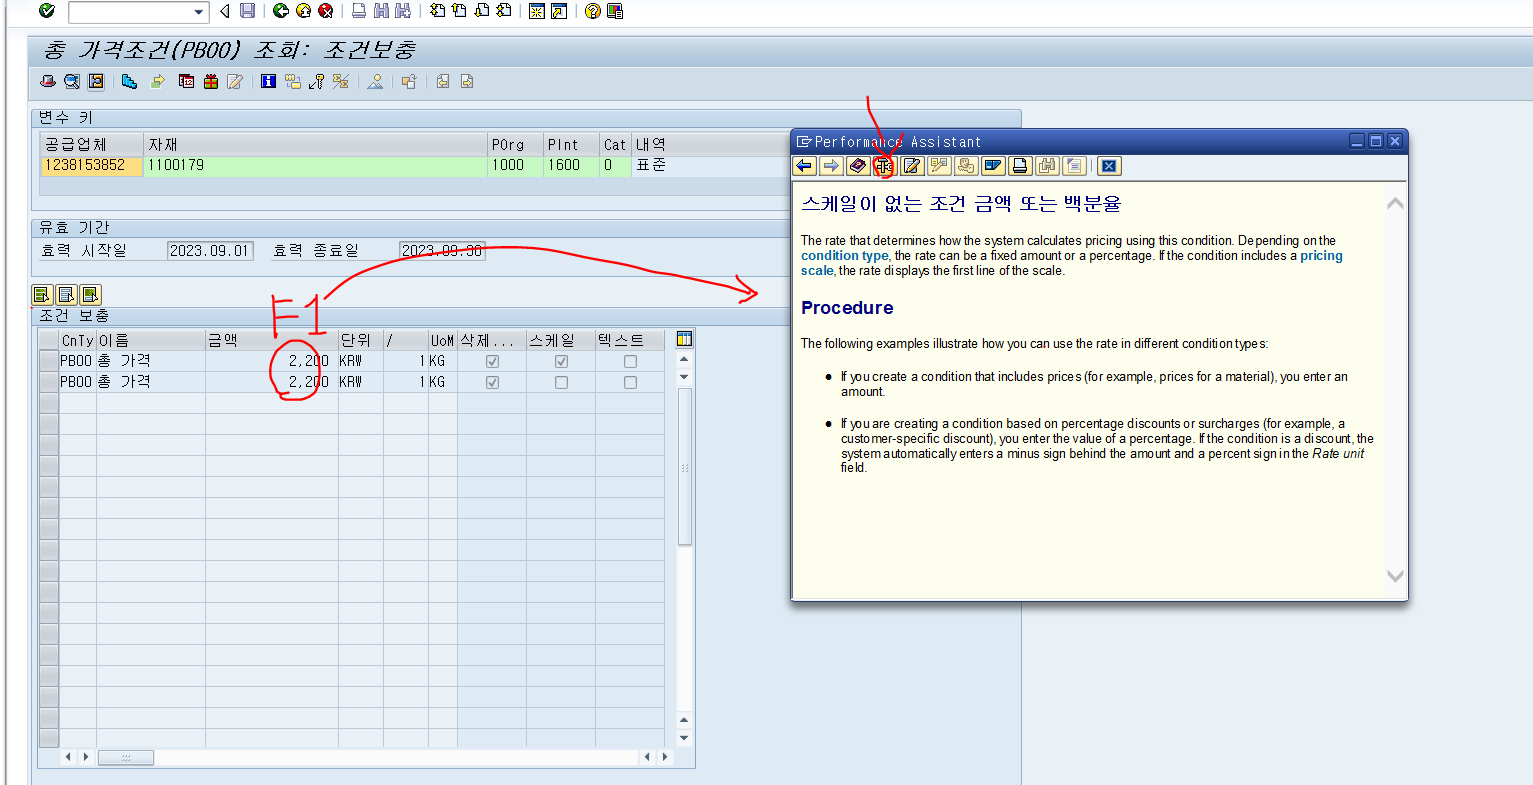 총 가격조건(PB00) 조회: 조건보충
변수 키
공급업체 자재 POrg Plnt Cat 내역
1238153852 1100179 1000 1600 0 표준
유효 기간
효력 시작일 2023.09.01 효력 종료일 2023.09.30
F1
조건 보충
CnTy 이름 금액 단위 / UoM 삭제... 스케일 텍스트
PB00 총 가격 2,200 KRW 1 KG
PB00 총 가격 2,200 KRW 1 KG
Performance Assistant
스케일이 없는 조건 금액 또는 백분율
The rate that determines how the system calculates pricing using this condition. Depending on the
condition type, the rate can be a fixed amount or a percentage. If the condition includes a pricing
scale, the rate displays the first line of the scale.
Procedure
The following examples illustrate how you can use the rate in different condition types:
● If you create a condition that includes prices (for example, prices for a material), you enter an
amount.
● If you are creating a condition based on percentage discounts or surcharges (for example, a
customer-specific discount), you enter the value of a percentage. If the condition is a discount, the
system automatically enters a minus sign behind the amount and a percent sign in the Rate unit
field.